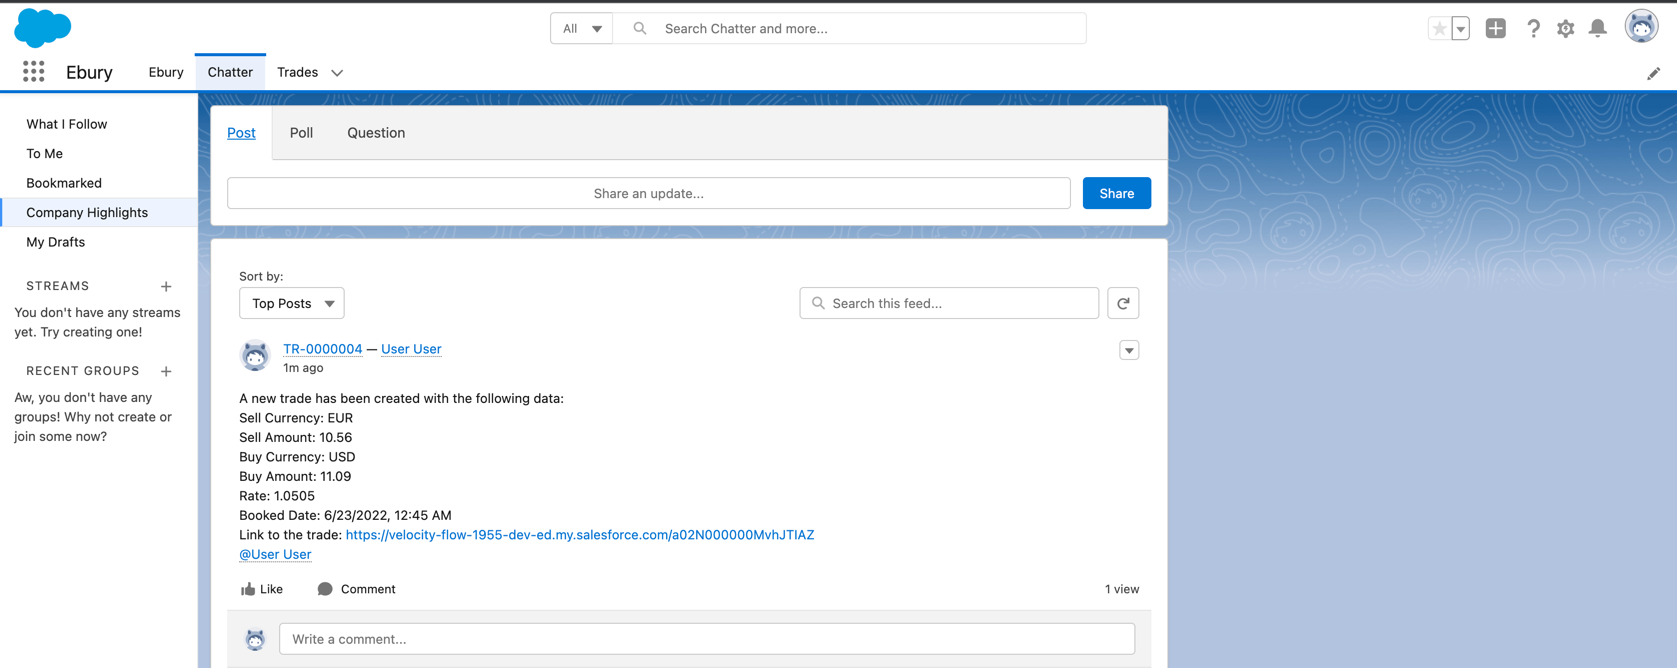 All
Search Chatter and more...
Ebury
Ebury
Chatter
Trades
What I Follow
To Me
Bookmarked
Company Highlights
My Drafts
STREAMS
You don't have any streams
yet. Try creating one!
RECENT GROUPS
Aw, you don't have any
groups! Why not create or
join some now?
Post
Poll
Question
Share an update...
Share
Sort by:
Top Posts
Search this feed...
TR-0000004 — User User
1m ago
A new trade has been created with the following data:
Sell Currency: EUR
Sell Amount: 10.56
Buy Currency: USD
Buy Amount: 11.09
Rate: 1.0505
Booked Date: 6/23/2022, 12:45 AM
Link to the trade: https://velocity-flow-1955-dev-ed.my.salesforce.com/a02N000000MvhJTIAZ
@User User
Like
Comment
1 view
Write a comment...